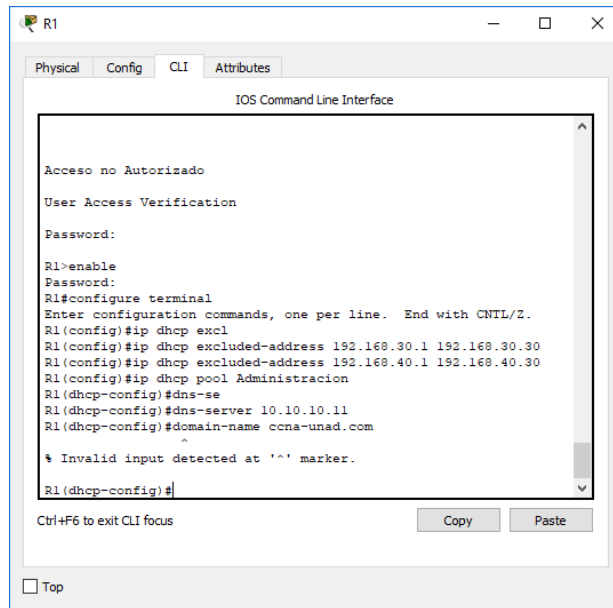 R1
Physical Config CLI Attributes
IOS Command Line Interface
Acceso no Autorizado
User Access Verification
Password:
R1>enable
Password:
R1#configure terminal
Enter configuration commands, one per line.  End with CNTL/Z.
R1(config)#ip dhcp excl
R1(config)#ip dhcp excluded-address 192.168.30.1 192.168.30.30
R1(config)#ip dhcp excluded-address 192.168.40.1 192.168.40.30
R1(config)#ip dhcp pool Administracion
R1(dhcp-config)#dns-se
R1(dhcp-config)#dns-server 10.10.10.11
R1(dhcp-config)#domain-name ccna-unad.com
^
% Invalid input detected at '^' marker.
R1(dhcp-config)#
Ctrl+F6 to exit CLI focus
Copy Paste
Top